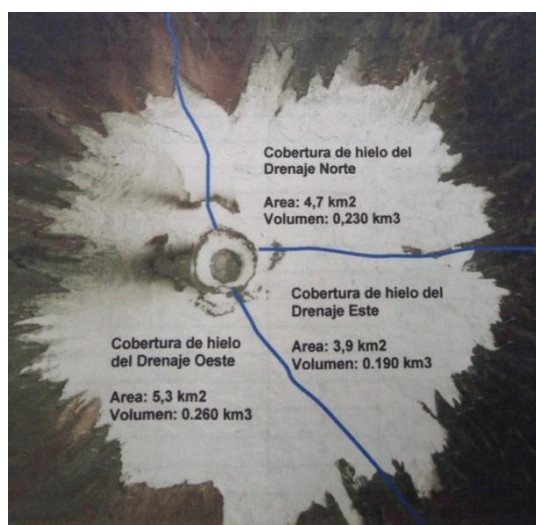 Cobertura de hielo del
Drenaje Norte
Area: 4,7 km2
Volumen: 0,230 km3
Cobertura de hielo del
Drenaje Este
Area: 3,9 km2
Volumen: 0.190 km3
Cobertura de hielo
del Drenaje Oeste
Area: 5,3 km2
Volumen: 0.260 km3